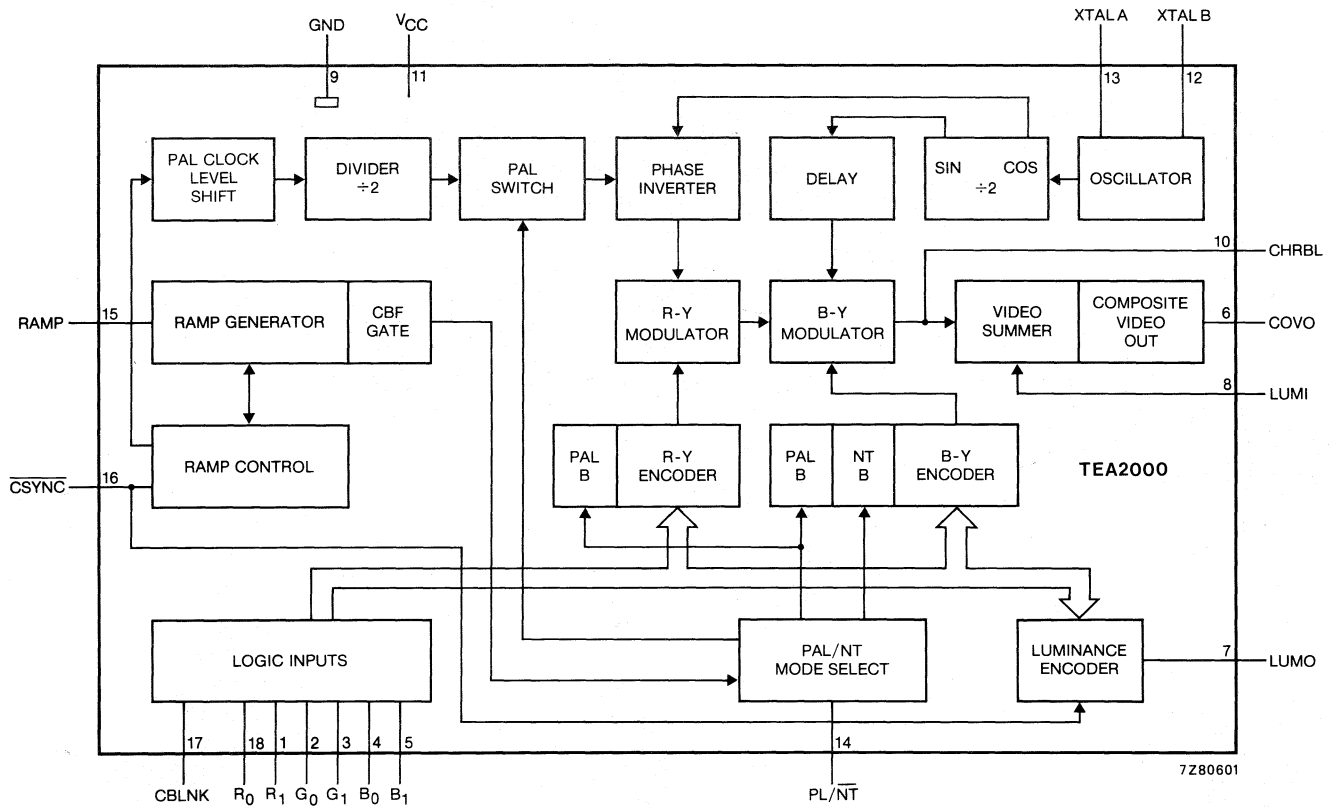 GND
VCC
XTAL A
XTAL B
9
11
13
12
PAL CLOCK
LEVEL
SHIFT
DIVIDER
÷2
PAL
SWITCH
PHASE
INVERTER
DELAY
SIN COS
÷2
OSCILLATOR
10
CHRBL
RAMP
15
RAMP GENERATOR
CBF
GATE
R-Y
MODULATOR
B-Y
MODULATOR
VIDEO
SUMMER
COMPOSITE
VIDEO
OUT
6
COVO
8
LUMI
RAMP CONTROL
CSYNC
16
PAL
B
R-Y
ENCODER
PAL
B
NT
B
B-Y
ENCODER
TEA2000
LOGIC INPUTS
PAL/NT
MODE SELECT
LUMINANCE
ENCODER
7
LUMO
17
18
1
2
3
4
5
14
7Z80601
CBLNK
R0
R1
G0
G1
B0
B1
PL/NT